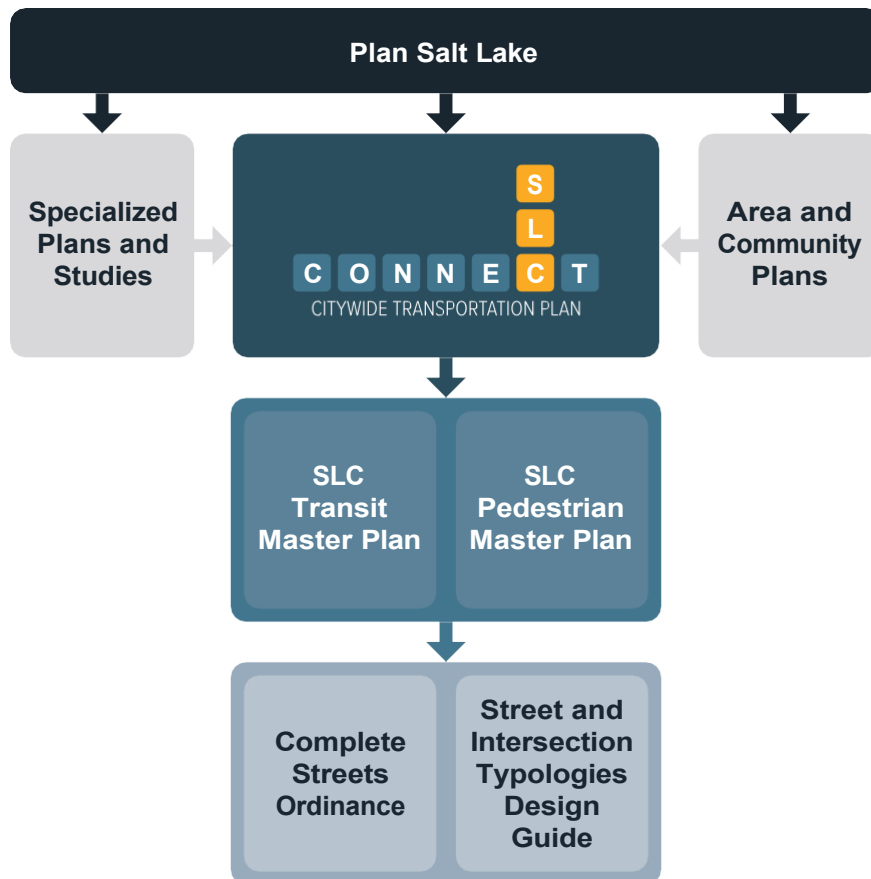 Plan Salt Lake
Specialized
Plans and
Studies
S
L
CONNECT
CITYWIDE TRANSPORTATION PLAN
Area and
Community
Plans
SLC
Transit
Master Plan
SLC
Pedestrian
Master Plan
Complete
Streets
Ordinance
Street and
Intersection
Typologies
Design
Guide